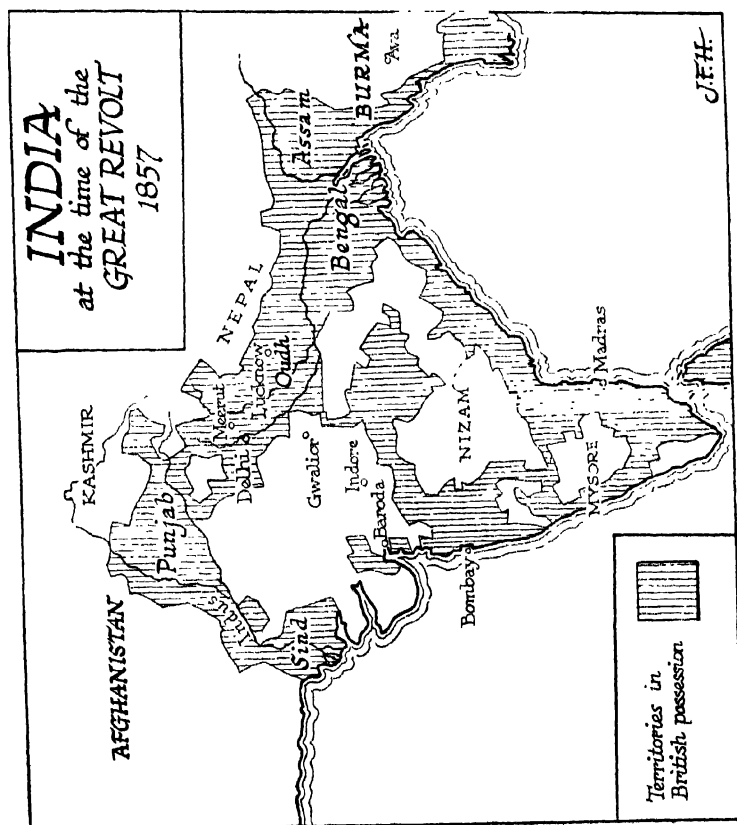 INDIA
at the time of the
GREAT REVOLT
1857
KASHMIR
AFGHANISTAN
Punjab
Indus
Sind
Delhi
Meerut
Lucknow
Oudh
NEPAL
Assam
Bengal
BURMA
Ava
Gwalior
Indore
Baroda
Bombay
NIZAM
MYSORE
Madras
Territories in
British possession
J.F.H.